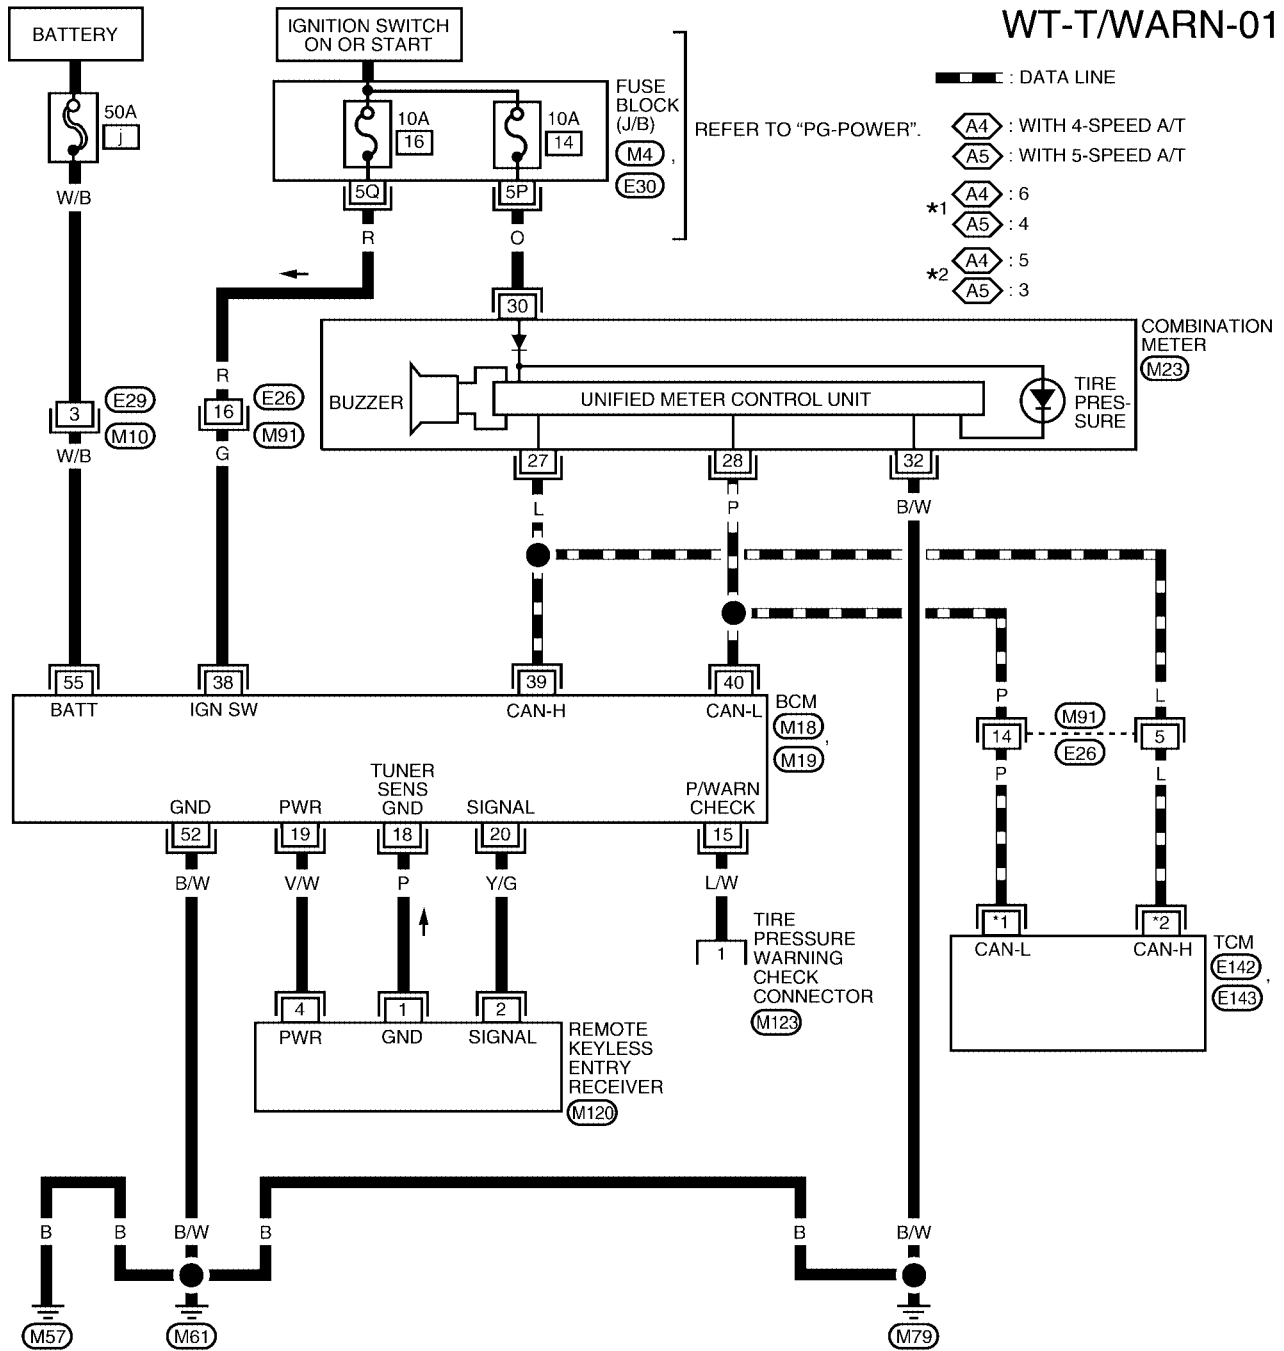 WT-T/WARN-01
BATTERY
IGNITION SWITCH
ON OR START
50A
j
10A
16
10A
14
FUSE
BLOCK
(J/B)
M4 ,
E30
REFER TO “PG-POWER”.
: DATA LINE
A4 : WITH 4-SPEED A/T
A5 : WITH 5-SPEED A/T
*1
A4 : 6
A5 : 4
*2
A4 : 5
A5 : 3
5Q
5P
W/B
R
O
30
COMBINATION
METER
M23
BUZZER
UNIFIED METER CONTROL UNIT
TIRE
PRES-
SURE
R
3
E29
M10
16
E26
M91
W/B
G
27
28
32
L
P
B/W
55
38
39
40
BATT
IGN SW
CAN-H
CAN-L
BCM
M18 ,
M19
P
L
14
M91
E26
5
P
L
TUNER
SENS
GND
GND
PWR
SIGNAL
P/WARN
CHECK
52
19
18
20
15
B/W
V/W
P
Y/G
L/W
1
TIRE
PRESSURE
WARNING
CHECK
CONNECTOR
M123
*1
*2
CAN-L
CAN-H
TCM
E142 ,
E143
4
1
2
PWR
GND
SIGNAL
REMOTE
KEYLESS
ENTRY
RECEIVER
M120
B
B
B/W
B
B
B/W
M57
M61
M79